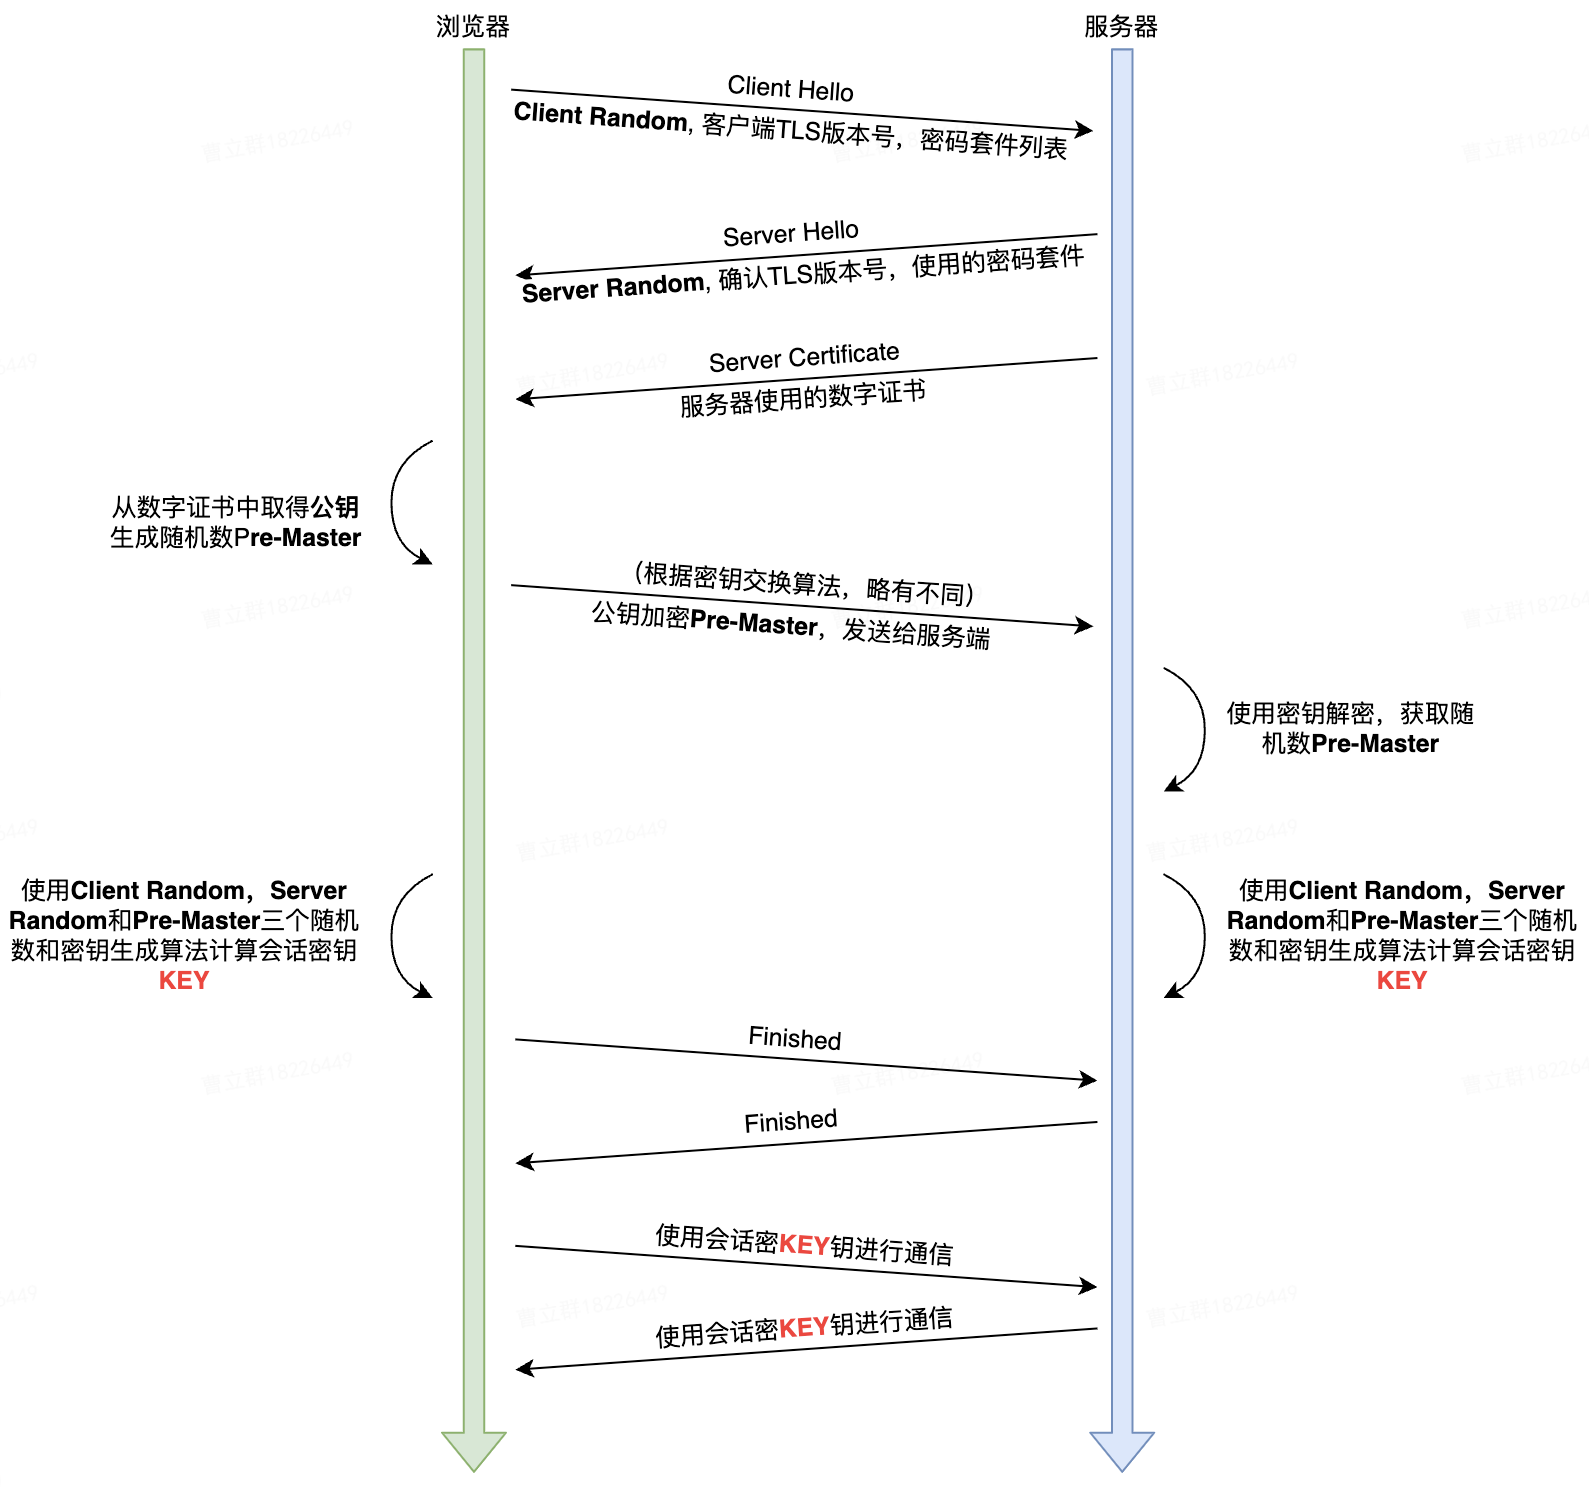 浏览器
服务器
Client Hello
Client Random, 客户端TLS版本号，密码套件列表
Server Hello
Server Random, 确认TLS版本号，使用的密码套件
Server Certificate
服务器使用的数字证书
从数字证书中取得公钥
生成随机数Pre-Master
（根据密钥交换算法，略有不同）
公钥加密Pre-Master，发送给服务端
使用密钥解密，获取随
机数Pre-Master
使用Client Random，Server
Random和Pre-Master三个随机
数和密钥生成算法计算会话密钥
KEY
使用Client Random，Server
Random和Pre-Master三个随机
数和密钥生成算法计算会话密钥
KEY
Finished
Finished
使用会话密KEY钥进行通信
使用会话密KEY钥进行通信
曹立群18226449